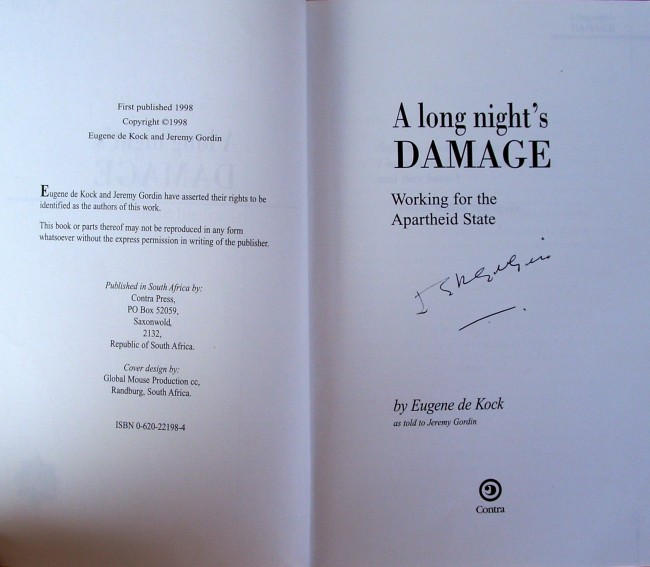 First published 1998
Copyright ©1998
Eugene de Kock and Jeremy Gordin
Eugene de Kock and Jeremy Gordin have asserted their rights to be
identified as the authors of this work.
This book or parts thereof may not be reproduced in any form
whatsoever without the express permission in writing of the publisher.
Published in South Africa by:
Contra Press,
PO Box 52059,
Saxonwold,
2132,
Republic of South Africa.
Cover design by:
Global Mouse Production cc,
Randburg, South Africa.
ISBN 0-620-22198-4
A long night's
DAMAGE
Working for the
Apartheid State
by Eugene de Kock
as told to Jeremy Gordin
Contra